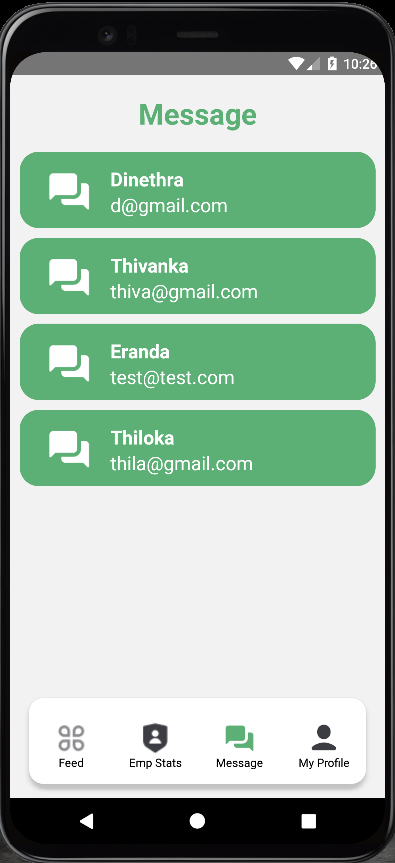 10:26
Message
Dinethra
d@gmail.com
Thivanka
thiva@gmail.com
Eranda
test@test.com
Thiloka
thila@gmail.com
Feed
Emp Stats
Message
My Profile